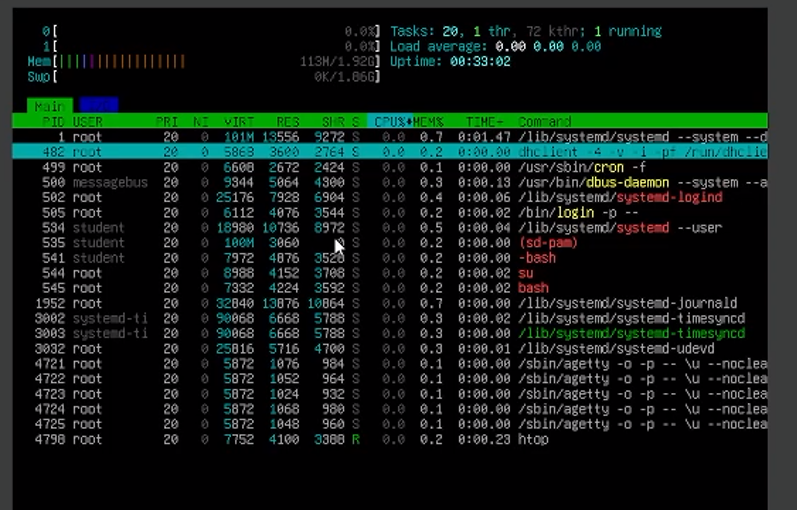 0[ 0.0%] Tasks: 20, 1 thr, 72 kthr; 1 running
1[ 0.0%] Load average: 0.00 0.00 0.00
Mem[||||||||||||||||||| 113M/1.92G] Uptime: 00:33:02
Swp[ 0K/1.86G]
Main
PID USER PRI NI VIRT RES SHR S CPU% MEM% TIME+ Command
1 root 20 0 101M 13556 9272 S 0.0 0.7 0:01.47 /lib/systemd/systemd --system --d
482 root 20 0 5868 3600 2764 S 0.0 0.2 0:00.00 dhclient -4 -v -i -pf /run/dhclie
499 root 20 0 6608 2672 2424 S 0.0 0.1 0:00.00 /usr/sbin/cron -f
500 messagebus 20 0 9344 5064 4300 S 0.0 0.3 0:00.13 /usr/bin/dbus-daemon --system --a
502 root 20 0 25176 7928 6904 S 0.0 0.4 0:00.06 /lib/systemd/systemd-logind
505 root 20 0 6112 4076 3544 S 0.0 0.2 0:00.02 /bin/login -p --
534 student 20 0 18980 10736 8972 S 0.0 0.5 0:00.08 /lib/systemd/systemd --user
535 student 20 0 100M 3060 S 0.0 0.2 0:00.00 (sd-pam)
541 student 20 0 7972 4876 3528 S 0.0 0.2 0:00.02 -bash
544 root 20 0 8988 4152 3708 S 0.0 0.2 0:00.02 su
545 root 20 0 7332 4224 3592 S 0.0 0.2 0:00.02 bash
1952 root 20 0 32840 13876 10864 S 0.0 0.7 0:00.02 /lib/systemd/systemd-journald
3002 systemd-ti 20 0 90068 6668 5788 S 0.0 0.3 0:00.02 /lib/systemd/systemd-timesyncd
3003 systemd-ti 20 0 90068 6668 5788 S 0.0 0.3 0:00.00 /lib/systemd/systemd-timesyncd
3032 root 20 0 25816 5716 4700 S 0.0 0.3 0:00.01 /lib/systemd/systemd-udevd
4721 root 20 0 5872 1076 984 S 0.0 0.1 0:00.00 /sbin/agetty -o -p -- \u --noclea
4722 root 20 0 5872 1052 964 S 0.0 0.1 0:00.00 /sbin/agetty -o -p -- \u --noclea
4723 root 20 0 5872 1024 932 S 0.0 0.1 0:00.00 /sbin/agetty -o -p -- \u --noclea
4724 root 20 0 5872 1068 980 S 0.0 0.1 0:00.00 /sbin/agetty -o -p -- \u --noclea
4725 root 20 0 5872 1048 960 S 0.0 0.1 0:00.00 /sbin/agetty -o -p -- \u --noclea
4798 root 20 0 7752 4100 3388 R 0.0 0.2 0:00.23 htop